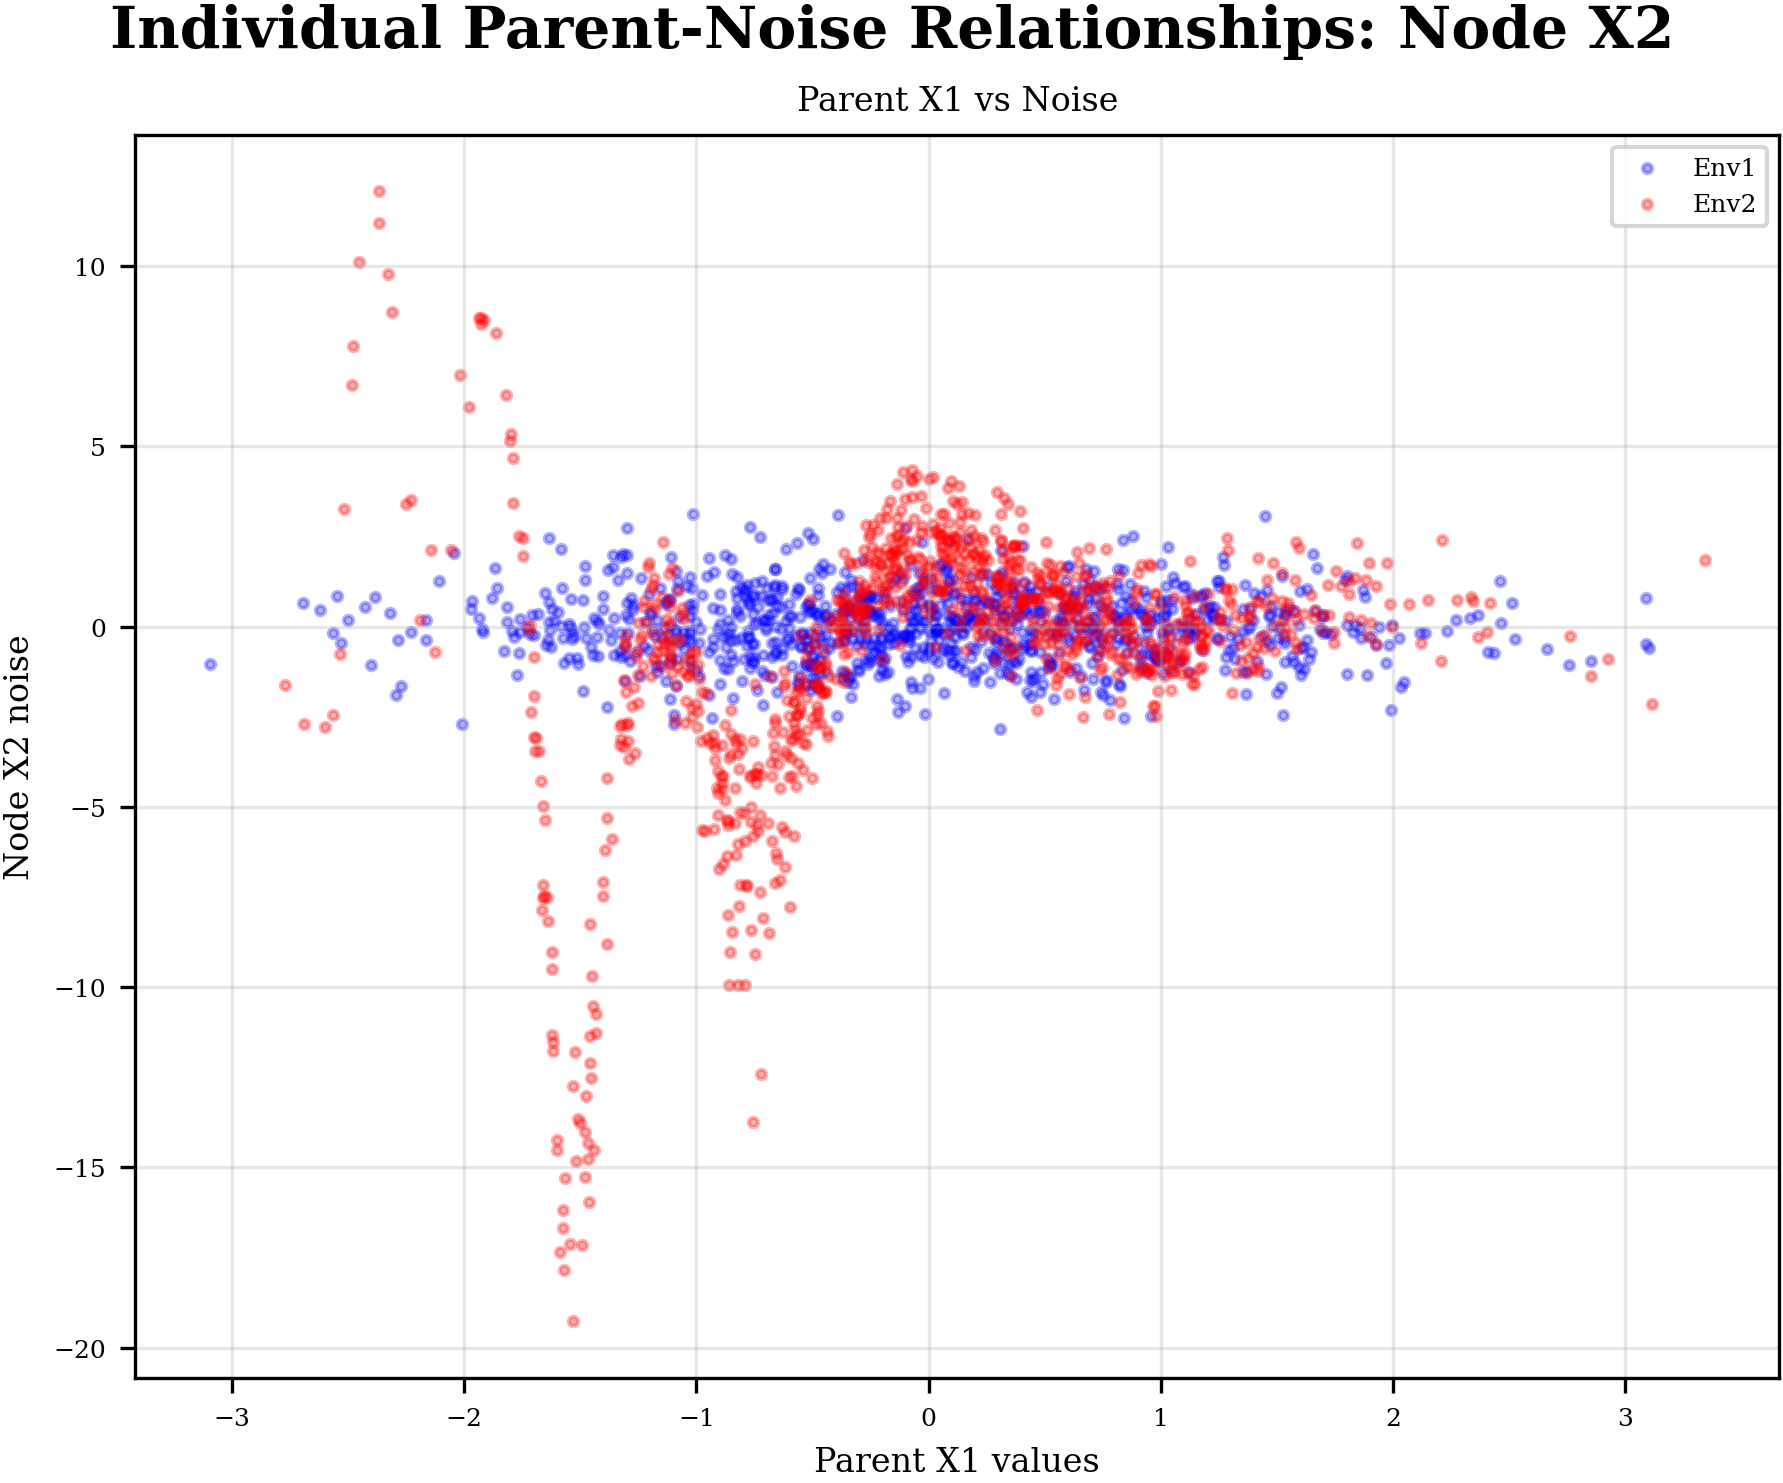 Individual Parent-Noise Relationships: Node X2
Parent X1 vs Noise
Env1
Env2
Node X2 noise
10
5
0
−5
−10
−15
−20
−3
−2
−1
0
1
2
3
Parent X1 values